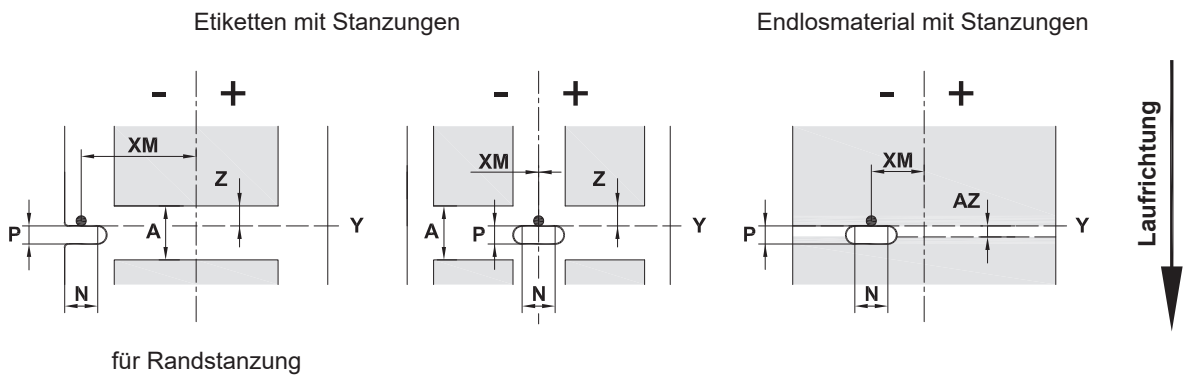 Etiketten mit Stanzungen
Endlosmaterial mit Stanzungen
- +
XM
Z
A
P
Y
N
für Randstanzung
- +
XM
Z
A
P
Y
N
- +
XM
AZ
P
Y
N
Laufrichtung